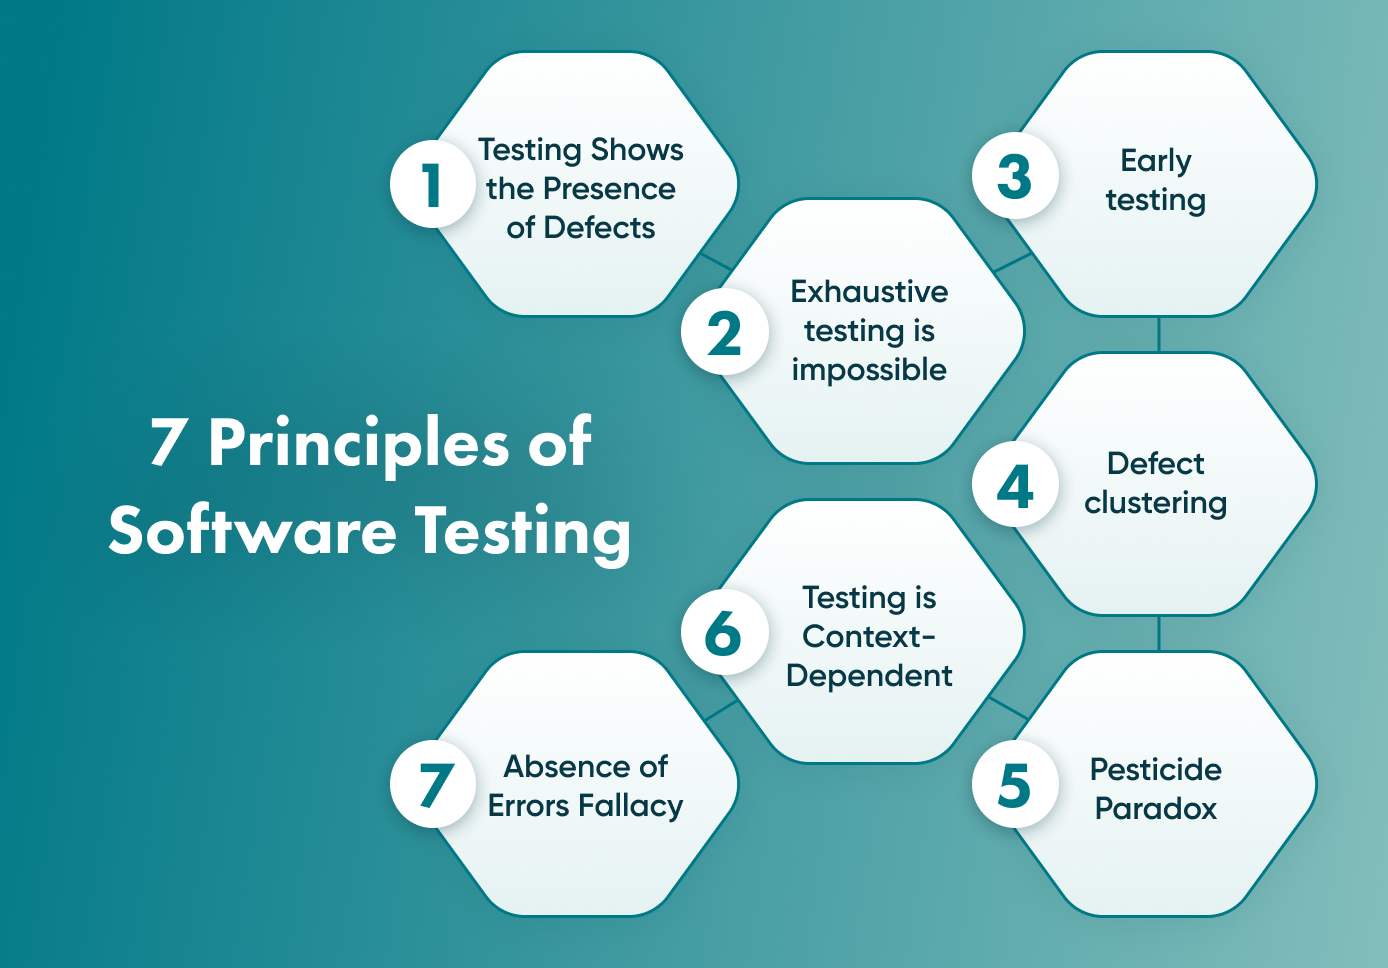 7 Principles of
Software Testing
1
Testing Shows
the Presence
of Defects
2
Exhaustive
testing is
impossible
3
Early
testing
4
Defect
clustering
5
Pesticide
Paradox
6
Testing is
Context-
Dependent
7
Absence of
Errors Fallacy